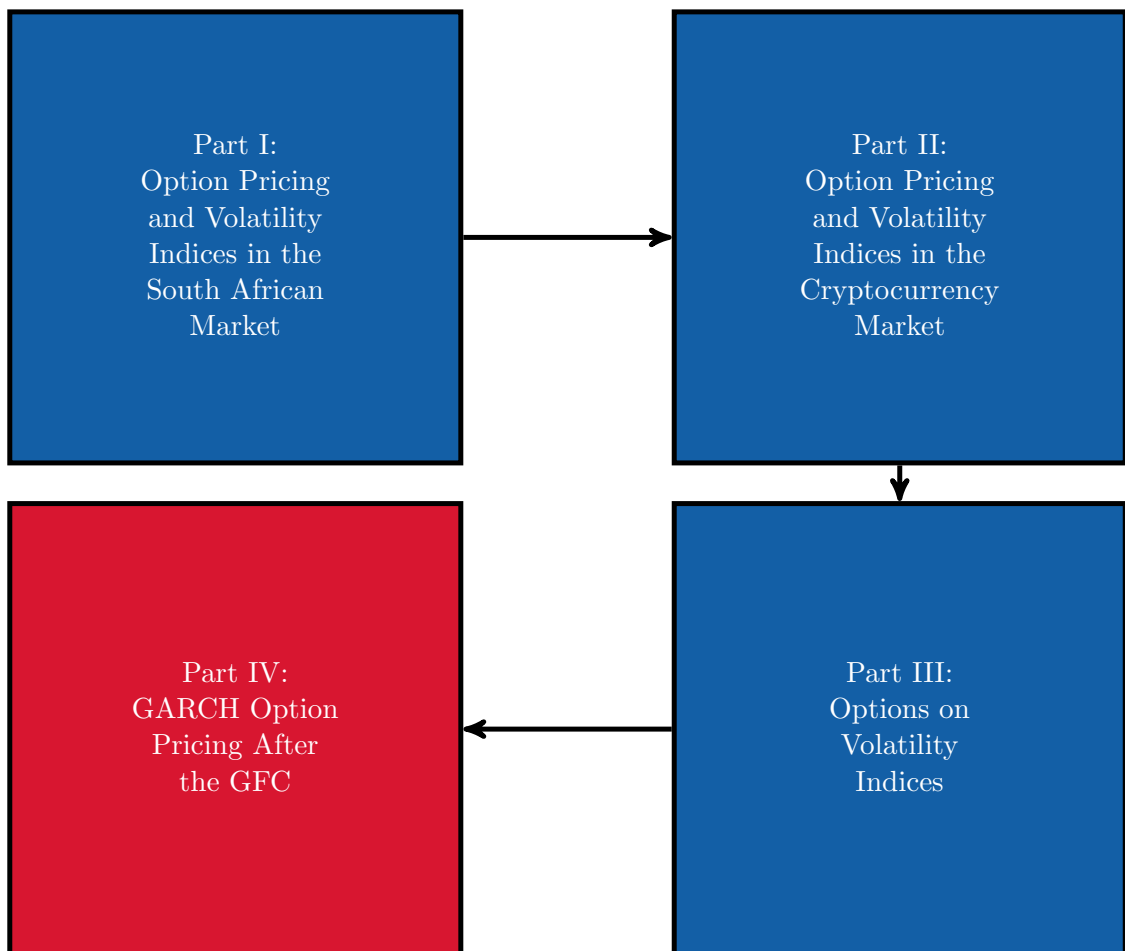 Part I:
Option Pricing
and Volatility
Indices in the
South African
Market
Part II:
Option Pricing
and Volatility
Indices in the
Cryptocurrency
Market
Part III:
Options on
Volatility
Indices
Part IV:
GARCH Option
Pricing After
the GFC